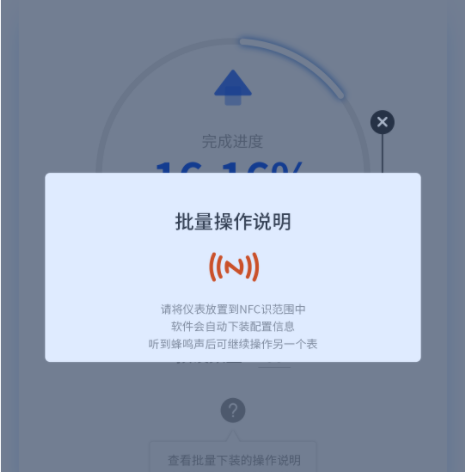 完成进度
16.16%
批量操作说明
请将仪表放置到NFC识范围中
软件会自动下装配置信息
听到蜂鸣声后可继续操作另一个表
?
查看批量下装的操作说明